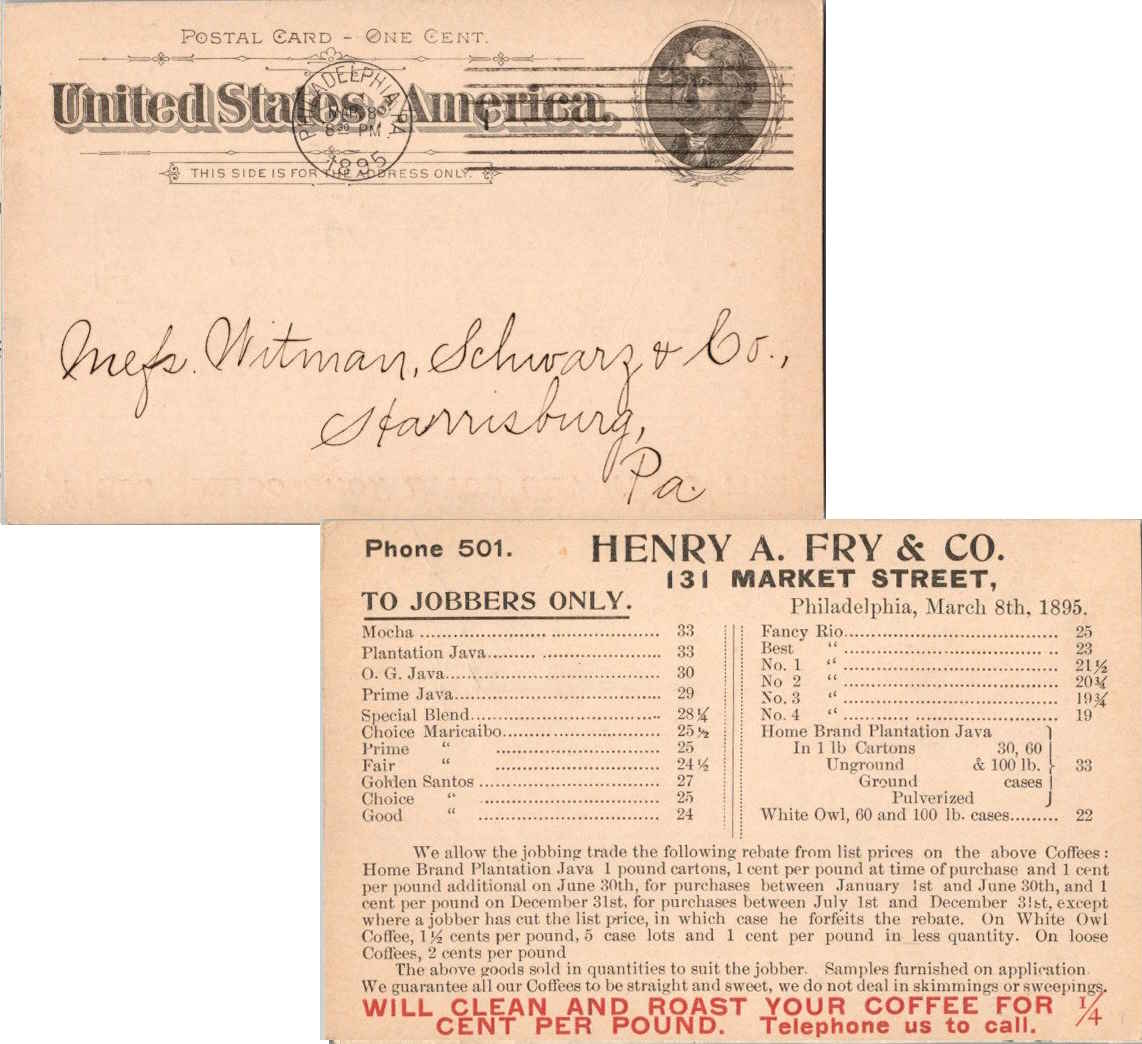 POSTAL CARD - ONE CENT.
United States America.
PHILADELPHIA, PA.
MAR 8
8 30 PM
1895
THIS SIDE IS FOR THE ADDRESS ONLY.
Mess. Witman, Schwarz & Co.,
Harrisburg,
Pa.
Phone 501. HENRY A. FRY & CO.
131 MARKET STREET,
TO JOBBERS ONLY.
Philadelphia, March 8th, 1895.
Mocha .......... 33
Plantation Java.......... 33
O. G. Java.......... 30
Prime Java.......... 29
Special Blend.......... 28¼
Choice Maricaibo.......... 25½
Prime “ .......... 25
Fair “ .......... 24½
Golden Santos .......... 27
Choice “ .......... 25
Good “ .......... 24
Fancy Rio.......... 25
Best “ .......... 23
No. 1 “ .......... 21½
No 2 “ .......... 20¾
No. 3 “ .......... 19¾
No. 4 “ .......... 19
Home Brand Plantation Java
In 1 lb Cartons 30, 60
Unground & 100 lb. } 33
Ground cases
Pulverized
White Owl, 60 and 100 lb. cases......... 22
We allow the jobbing trade the following rebate from list prices on the above Coffees :
Home Brand Plantation Java 1 pound cartons, 1 cent per pound at time of purchase and 1 cent
per pound additional on June 30th, for purchases between January 1st and June 30th, and 1
cent per pound on December 31st, for purchases between July 1st and December 31st, except
where a jobber has cut the list price, in which case he forfeits the rebate. On White Owl
Coffee, 1½ cents per pound, 5 case lots and 1 cent per pound in less quantity. On loose
Coffees, 2 cents per pound
The above goods sold in quantities to suit the jobber. Samples furnished on application.
We guarantee all our Coffees to be straight and sweet, we do not deal in skimmings or sweepings.
WILL CLEAN AND ROAST YOUR COFFEE FOR ¼
CENT PER POUND. Telephone us to call.